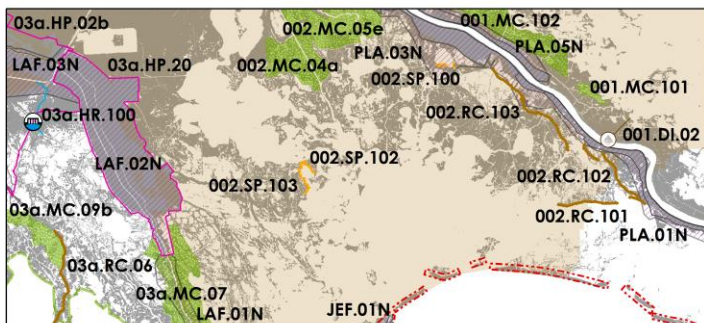 03a.HP.02b
002.MC.05e
001.MC.102
PLA.03N
PLA.05N
LAF.03N
03a.HP.20
002.MC.04a
002.SP.100
001.MC.101
03a.HR.100
002.RC.103
001.DI.02
LAF.02N
002.SP.102
002.SP.103
002.RC.102
03a.MC.09b
002.RC.101
PLA.01N
03a.RC.06
03a.MC.07
LAF.01N
JEF.01N